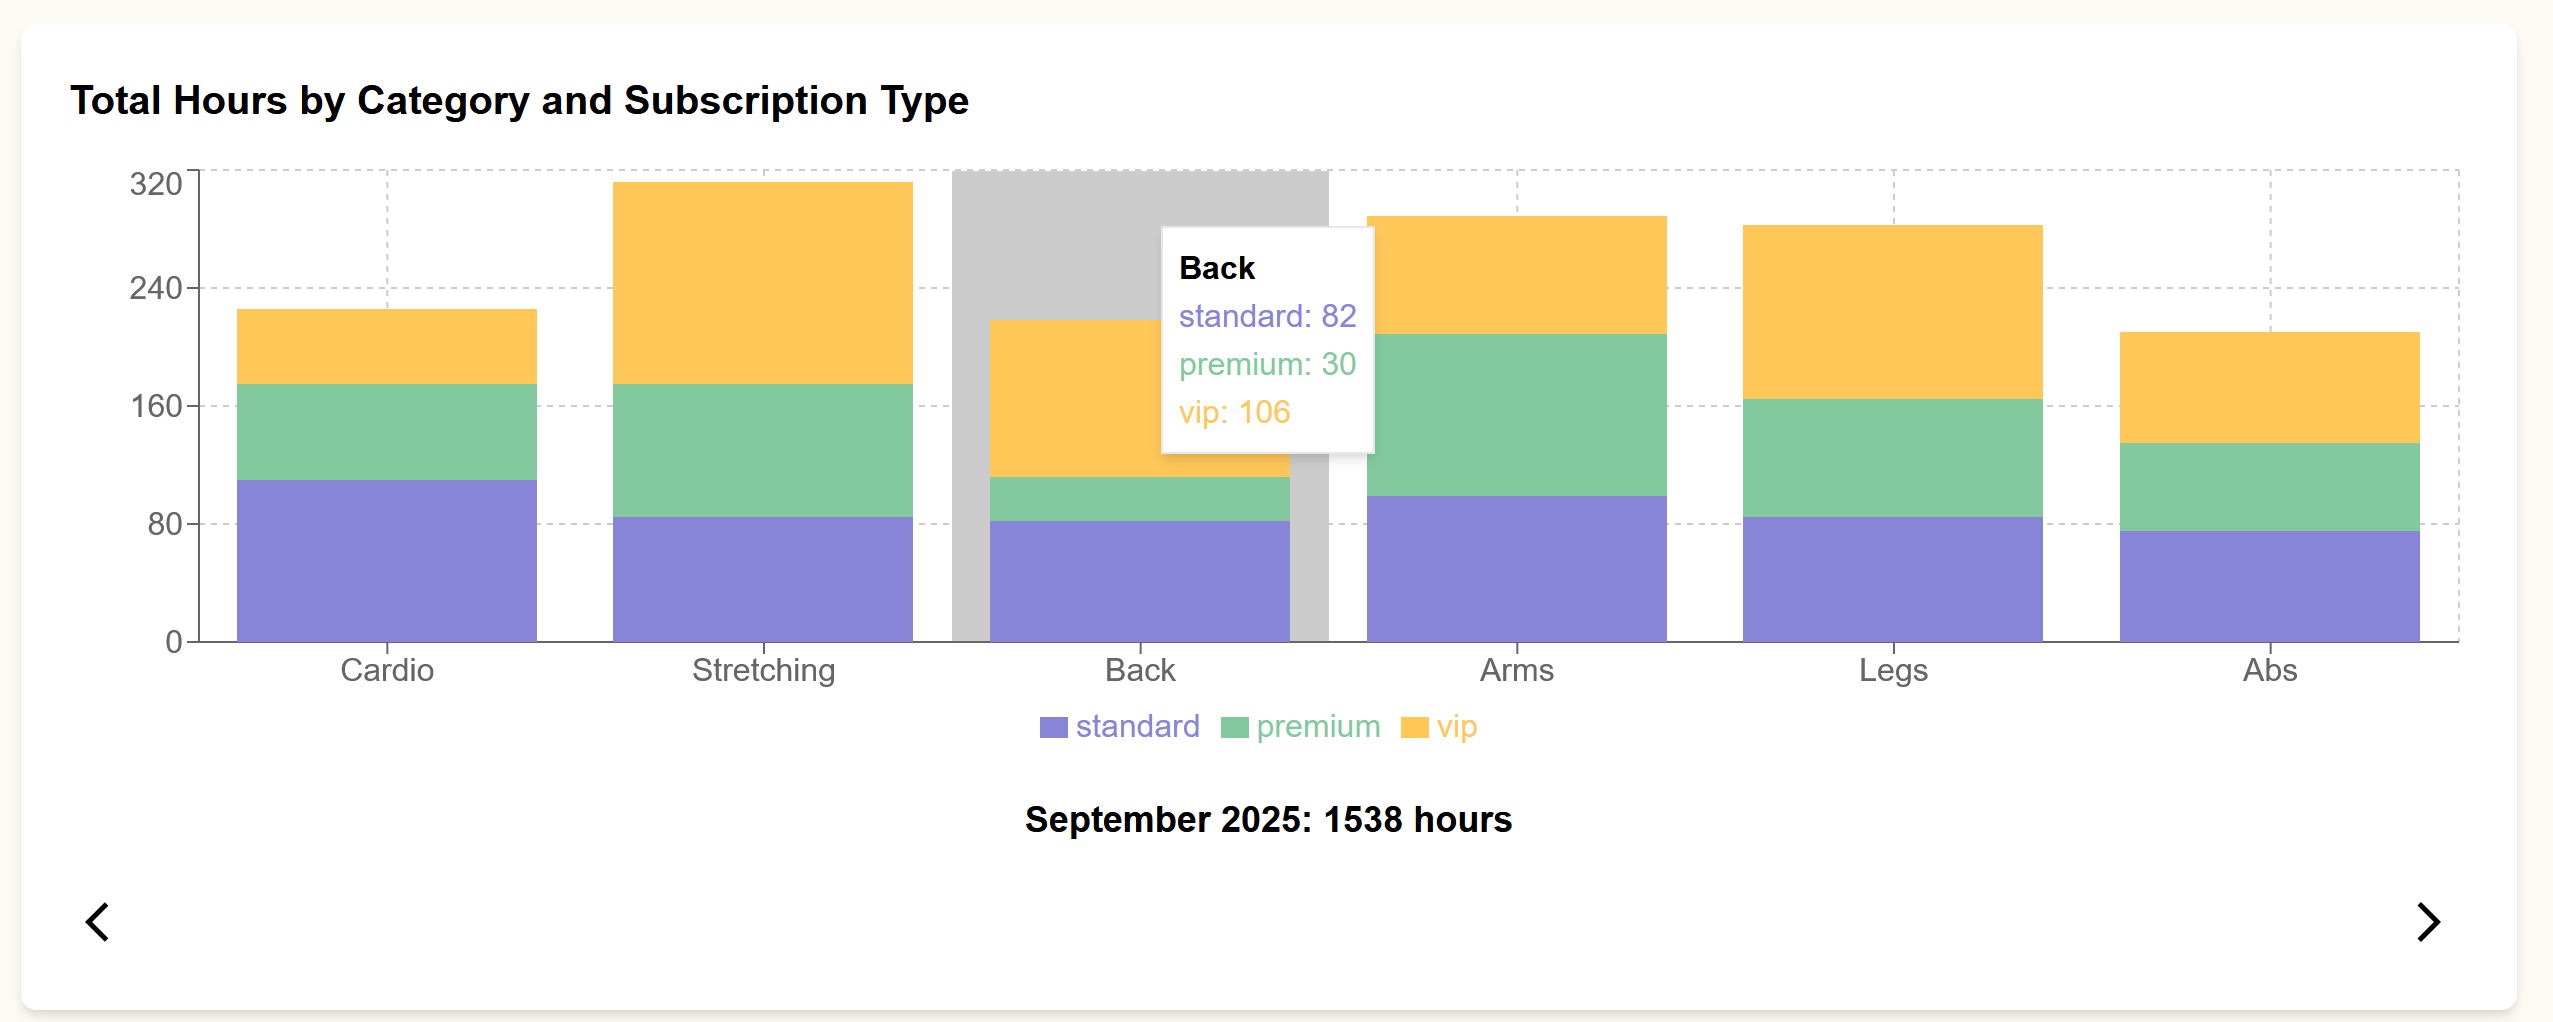 Total Hours by Category and Subscription Type
320
240
160
80
0
Back
standard: 82
premium: 30
vip: 106
Cardio Stretching Back Arms Legs Abs
standard premium vip
September 2025: 1538 hours